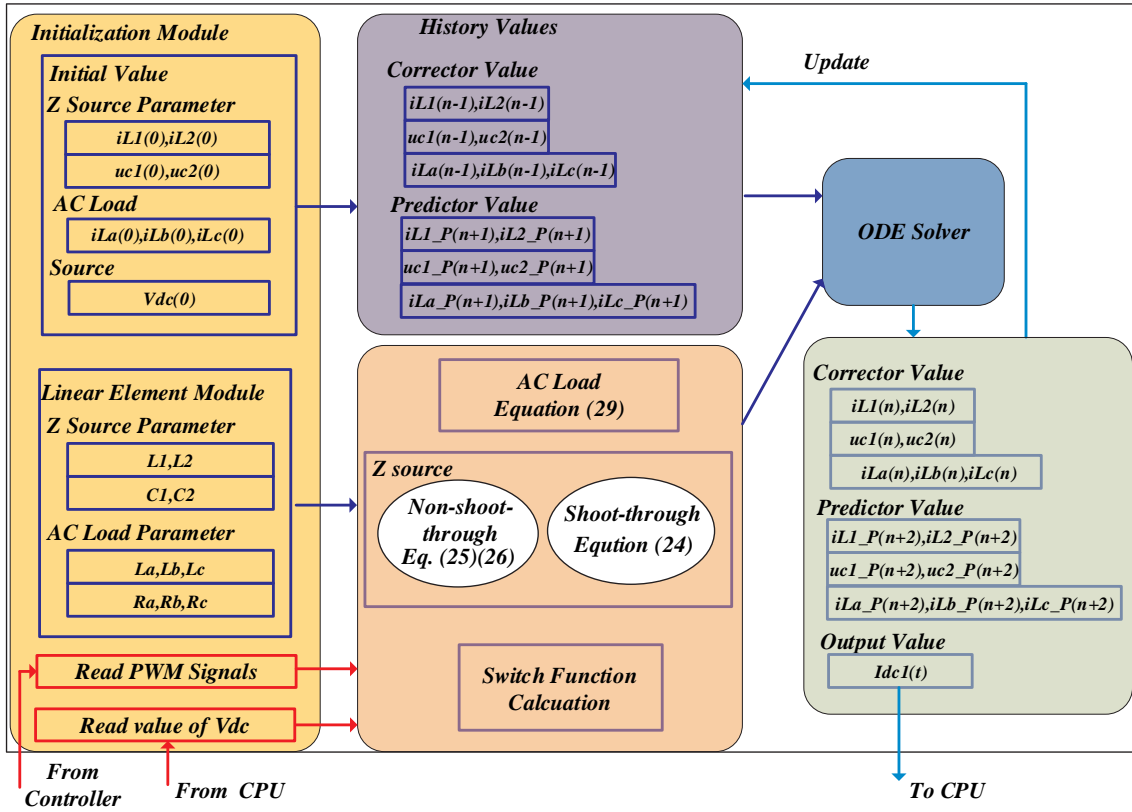 Initialization Module
Initial Value
Z Source Parameter
iL1(0),iL2(0)
uc1(0),uc2(0)
AC Load
iLa(0),iLb(0),iLc(0)
Source
Vdc(0)
Linear Element Module
Z Source Parameter
L1,L2
C1,C2
AC Load Parameter
La,Lb,Lc
Ra,Rb,Rc
Read PWM Signals
Read value of Vdc
From
Controller
From CPU
History Values
Corrector Value
iL1(n-1),iL2(n-1)
uc1(n-1),uc2(n-1)
iLa(n-1),iLb(n-1),iLc(n-1)
Predictor Value
iL1_P(n+1),iL2_P(n+1)
uc1_P(n+1),uc2_P(n+1)
iLa_P(n+1),iLb_P(n+1),iLc_P(n+1)
AC Load
Equation (29)
Z source
Non-shoot-
through
Eq. (25)(26)
Shoot-through
Eqution (24)
Switch Function
Calcuation
Update
ODE Solver
Corrector Value
iL1(n),iL2(n)
uc1(n),uc2(n)
iLa(n),iLb(n),iLc(n)
Predictor Value
iL1_P(n+2),iL2_P(n+2)
uc1_P(n+2),uc2_P(n+2)
iLa_P(n+2),iLb_P(n+2),iLc_P(n+2)
Output Value
Idc1(t)
To CPU